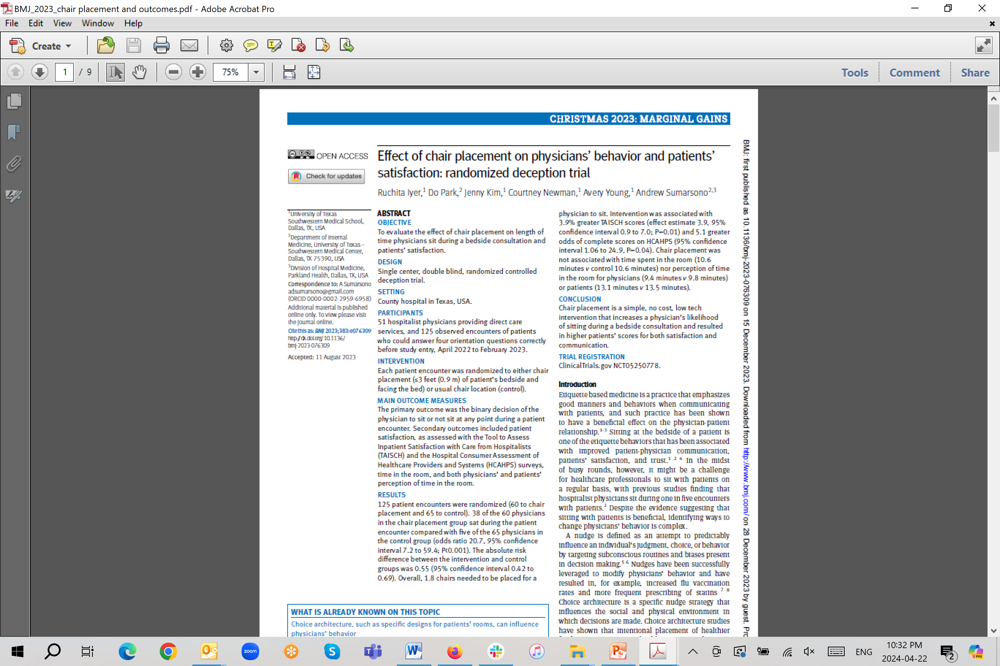 BMJ_2023_chair placement and outcomes.pdf - Adobe Acrobat Pro
File Edit View Window Help
Create
1 / 9
75%
Tools Comment Share
CHRISTMAS 2023: MARGINAL GAINS
OPEN ACCESS
Check for updates
Effect of chair placement on physicians' behavior and patients'
satisfaction: randomized deception trial
Ruchita Iyer,1 Do Park,2 Jenny Kim,1 Courtney Newman,1 Avery Young,1 Andrew Sumarsono2,3
1University of Texas
Southwestern Medical School,
Dallas, TX, USA
2Department of Internal
Medicine, University of Texas–
Southwestern Medical Center,
Dallas, TX 75390, USA
3Division of Hospital Medicine,
Parkland Health, Dallas, TX, USA
Correspondence to: A Sumarsono
adsumarsono@gmail.com
(ORCID 0000-0002-2959-6958)
Additional material is published
online only. To view please visit
the journal online.
Cite this as: BMJ 2023;383:e076309
http://dx.doi.org/10.1136/
bmj-2023-076309
Accepted: 11 August 2023
ABSTRACT
OBJECTIVE
To evaluate the effect of chair placement on length of
time physicians sit during a bedside consultation and
patients' satisfaction.
DESIGN
Single center, double blind, randomized controlled
deception trial.
SETTING
County hospital in Texas, USA.
PARTICIPANTS
51 hospitalist physicians providing direct care
services, and 125 observed encounters of patients
who could answer four orientation questions correctly
before study entry, April 2022 to February 2023.
INTERVENTION
Each patient encounter was randomized to either chair
placement (≤3 feet (0.9 m) of patient's bedside and
facing the bed) or usual chair location (control).
MAIN OUTCOME MEASURES
The primary outcome was the binary decision of the
physician to sit or not sit at any point during a patient
encounter. Secondary outcomes included patient
satisfaction, as assessed with the Tool to Assess
Inpatient Satisfaction with Care from Hospitalists
(TAISCH) and the Hospital Consumer Assessment of
Healthcare Providers and Systems (HCAHPS) surveys,
time in the room, and both physicians' and patients'
perception of time in the room.
RESULTS
125 patient encounters were randomized (60 to chair
placement and 65 to control). 38 of the 60 physicians
in the chair placement group sat during the patient
encounter compared with five of the 65 physicians in
the control group (odds ratio 20.7, 95% confidence
interval 7.2 to 59.4; P<0.001). The absolute risk
difference between the intervention and control
groups was 0.55 (95% confidence interval 0.42 to
0.69). Overall, 1.8 chairs needed to be placed for a
physician to sit. Intervention was associated with
3.9% greater TAISCH scores (effect estimate 3.9, 95%
confidence interval 0.9 to 7.0; P=0.01) and 5.1 greater
odds of complete scores on HCAHPS (95% confidence
interval 1.06 to 24.9, P=0.04). Chair placement was
not associated with time spent in the room (10.6
minutes v control 10.6 minutes) nor perception of time
in the room for physicians (9.4 minutes v 9.8 minutes)
or patients (13.1 minutes v 13.5 minutes).
CONCLUSION
Chair placement is a simple, no cost, low tech
intervention that increases a physician's likelihood
of sitting during a bedside consultation and resulted
in higher patients' scores for both satisfaction and
communication.
TRIAL REGISTRATION
ClinicalTrials.gov NCT05250778.
Introduction
Etiquette based medicine is a practice that emphasizes
good manners and behaviors when communicating
with patients, and such practice has been shown
to have a beneficial effect on the physician-patient
relationship.1-3 Sitting at the bedside of a patient is
one of the etiquette behaviors that has been associated
with improved patient-physician communication,
patients' satisfaction, and trust.1 2 4 In the midst
of busy rounds, however, it might be a challenge
for healthcare professionals to sit with patients on
a regular basis, with previous studies finding that
hospitalist physicians sit during one in five encounters
with patients.2 Despite the evidence suggesting that
sitting with patients is beneficial, identifying ways to
change physicians' behavior is complex.
A nudge is defined as an attempt to predictably
influence an individual's judgment, choice, or behavior
by targeting subconscious routines and biases present
in decision making.5 6 Nudges have been successfully
leveraged to modify physicians' behavior and have
resulted in, for example, increased flu vaccination
rates and more frequent prescribing of statins 7 8
Choice architecture is a specific nudge strategy that
influences the social and physical environment in
which decisions are made. Choice architecture studies
have shown that intentional placement of healthier
WHAT IS ALREADY KNOWN ON THIS TOPIC
Choice architecture, such as specific designs for patients' rooms, can influence
physicians' behavior
BMJ: first published as 10.1136/bmj-2023-076309 on 15 December 2023. Downloaded from http://www.bmj.com/ on 28 December 2023 by guest.
zoom
ENG
10:32 PM
2024-04-22
2
PRE